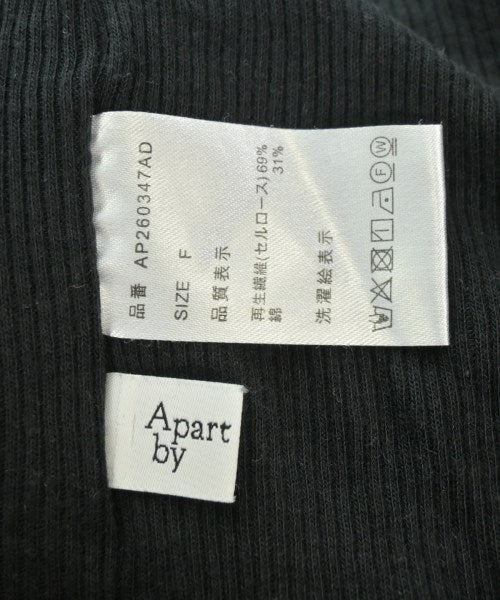 品番 AP260347AD
SIZE F
品質表示
再生繊維(セルロース)69%
綿 31%
洗濯絵表示
Apart
by